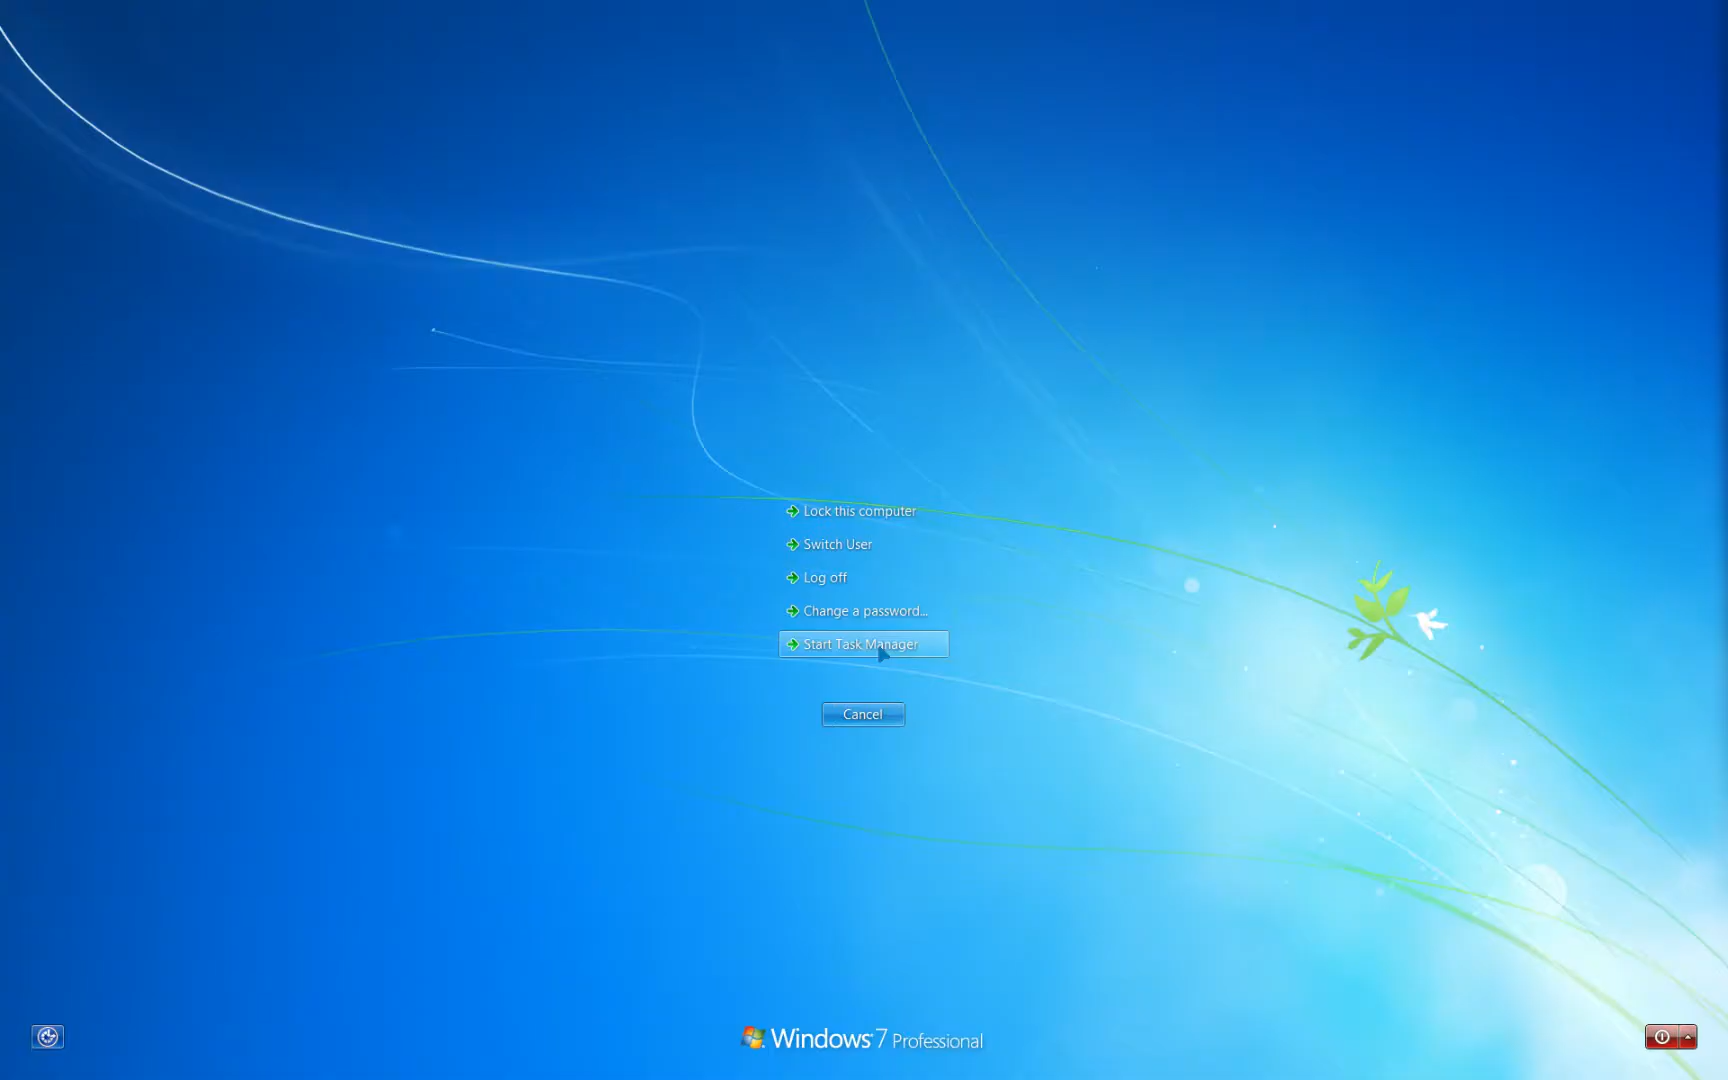 Lock this computer
Switch User
Log off
Change a password...
Start Task Manager
Cancel
Windows 7 Professional